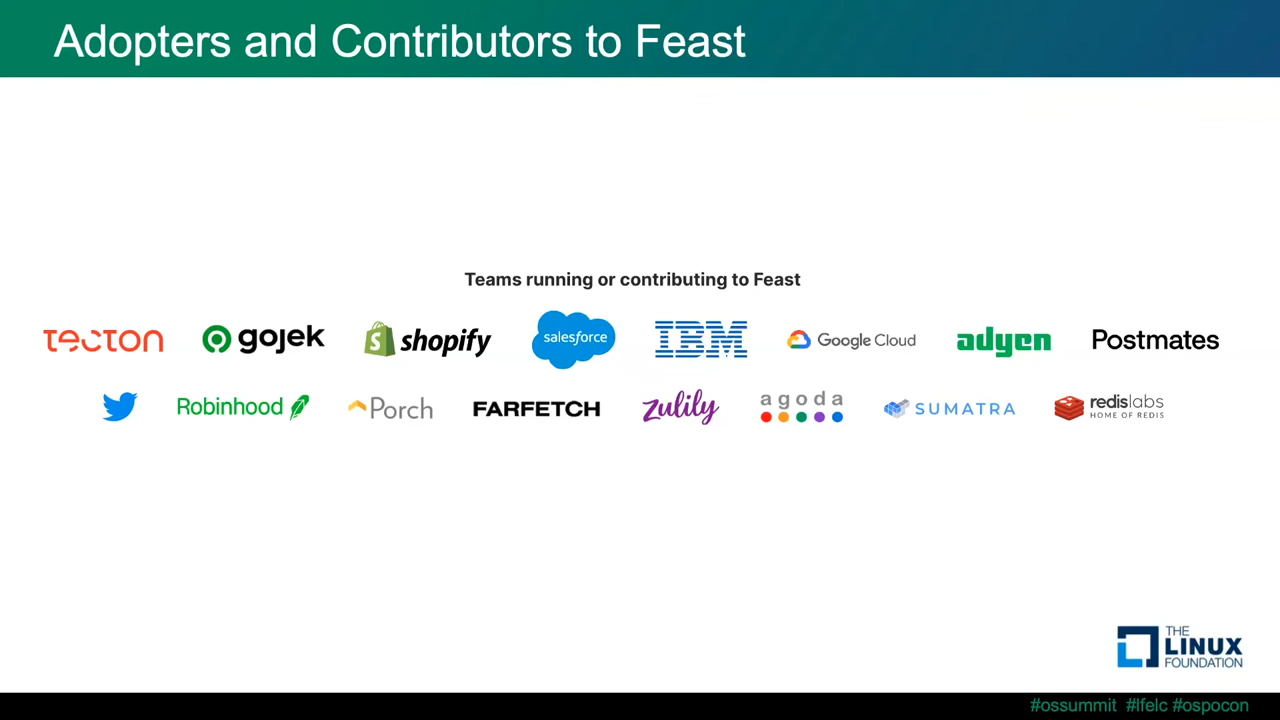 Adopters and Contributors to Feast
Teams running or contributing to Feast
tecton gojek shopify salesforce IBM Google Cloud adyen Postmates
Robinhood Porch FARFETCH zulily agoda SUMATRA redislabs
HOME OF REDIS
THE
LINUX
FOUNDATION
#ossummit #lfelc #ospocon